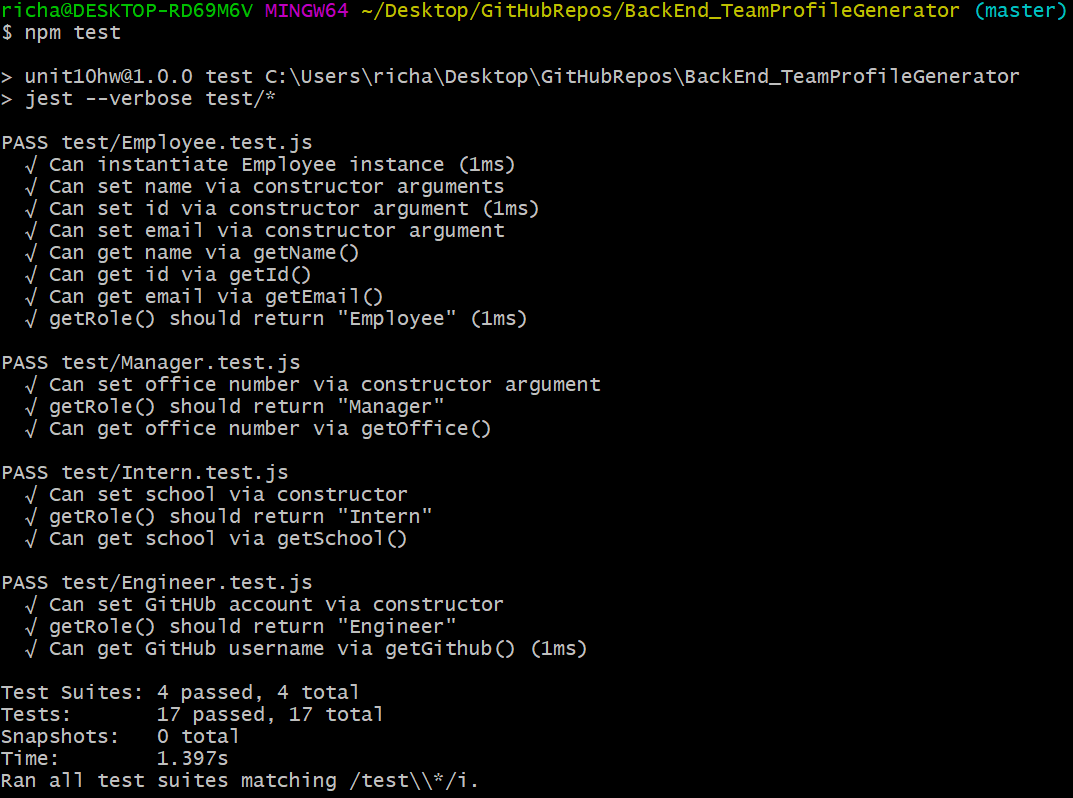 richa@DESKTOP-RD69M6V MINGW64 ~/Desktop/GitHubRepos/BackEnd_TeamProfileGenerator (master)
$ npm test
> unit10hw@1.0.0 test C:\Users\richa\Desktop\GitHubRepos\BackEnd_TeamProfileGenerator
> jest --verbose test/*
PASS test/Employee.test.js
√ Can instantiate Employee instance (1ms)
√ Can set name via constructor arguments
√ Can set id via constructor argument (1ms)
√ Can set email via constructor argument
√ Can get name via getName()
√ Can get id via getId()
√ Can get email via getEmail()
√ getRole() should return "Employee" (1ms)
PASS test/Manager.test.js
√ Can set office number via constructor argument
√ getRole() should return "Manager"
√ Can get office number via getOffice()
PASS test/Intern.test.js
√ Can set school via constructor
√ getRole() should return "Intern"
√ Can get school via getSchool()
PASS test/Engineer.test.js
√ Can set GitHUb account via constructor
√ getRole() should return "Engineer"
√ Can get GitHub username via getGithub() (1ms)
Test Suites: 4 passed, 4 total
Tests:       17 passed, 17 total
Snapshots:   0 total
Time:        1.397s
Ran all test suites matching /test\\*/i.